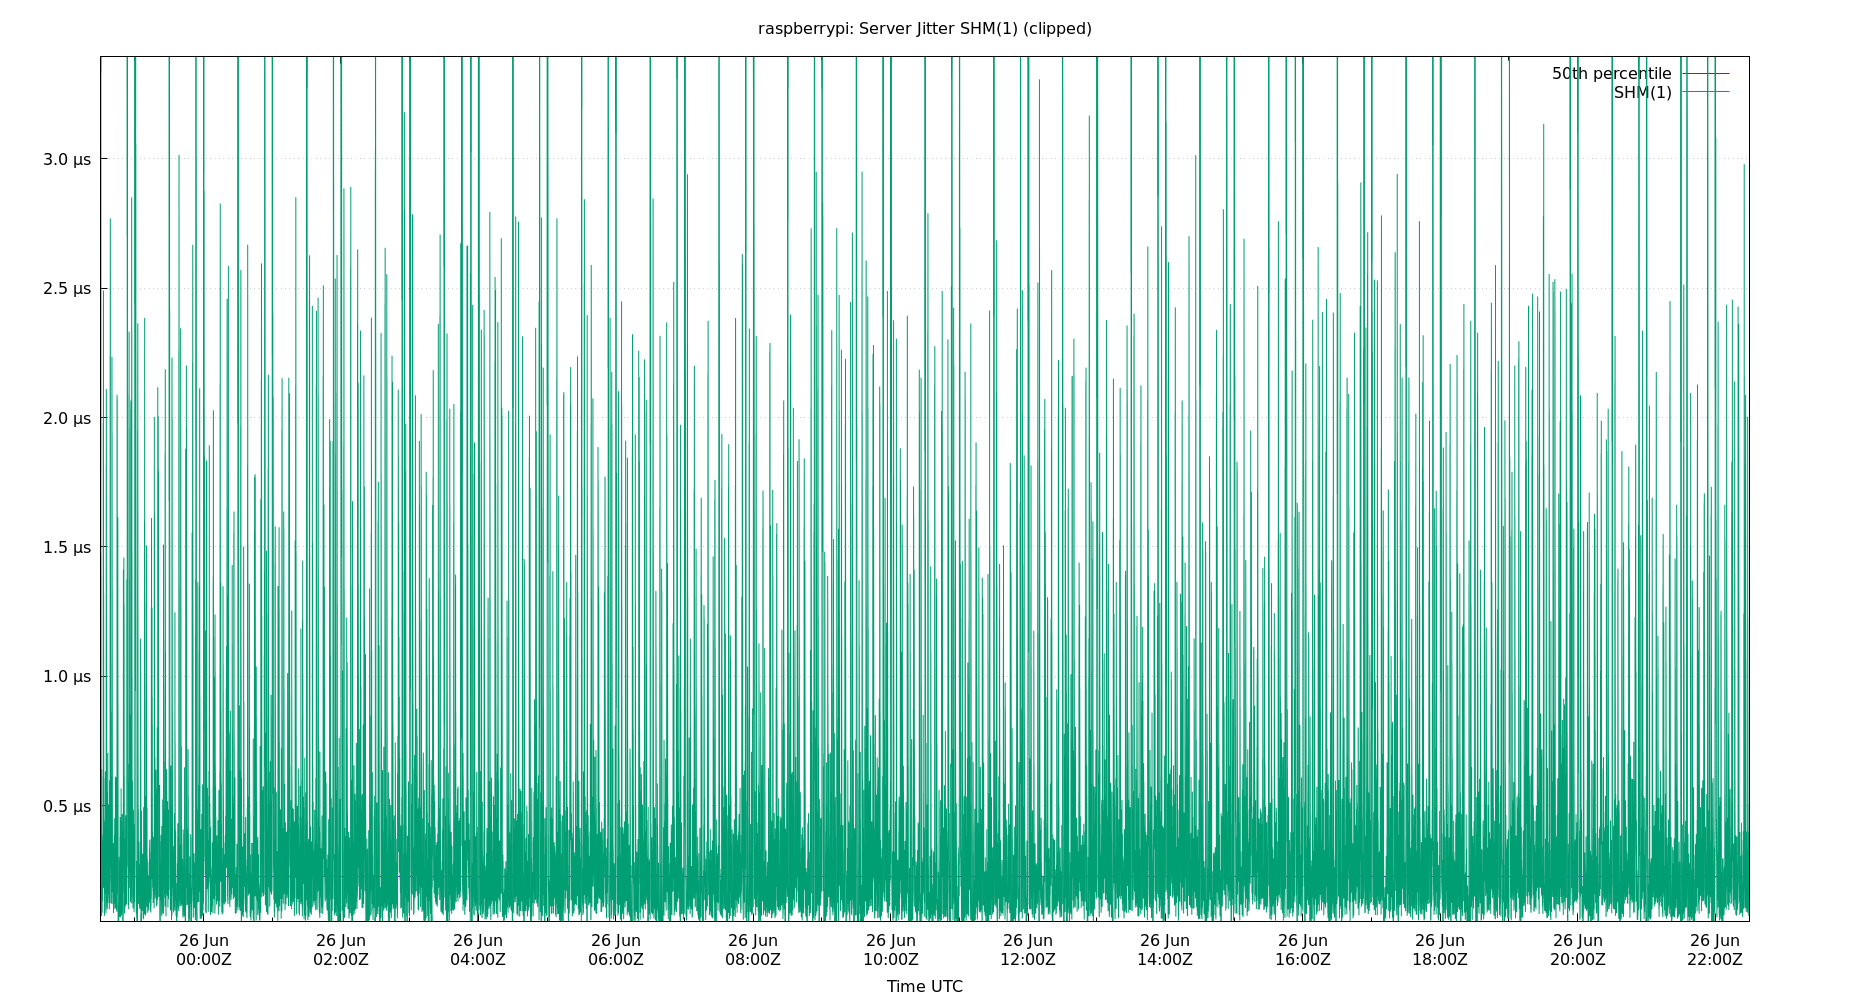 raspberrypi: Server Jitter SHM(1) (clipped)
50th percentile
SHM(1)
3.0 µs
2.5 µs
2.0 µs
1.5 µs
1.0 µs
0.5 µs
26 Jun 26 Jun 26 Jun 26 Jun 26 Jun 26 Jun 26 Jun 26 Jun 26 Jun 26 Jun 26 Jun 26 Jun
00:00Z 02:00Z 04:00Z 06:00Z 08:00Z 10:00Z 12:00Z 14:00Z 16:00Z 18:00Z 20:00Z 22:00Z
Time UTC